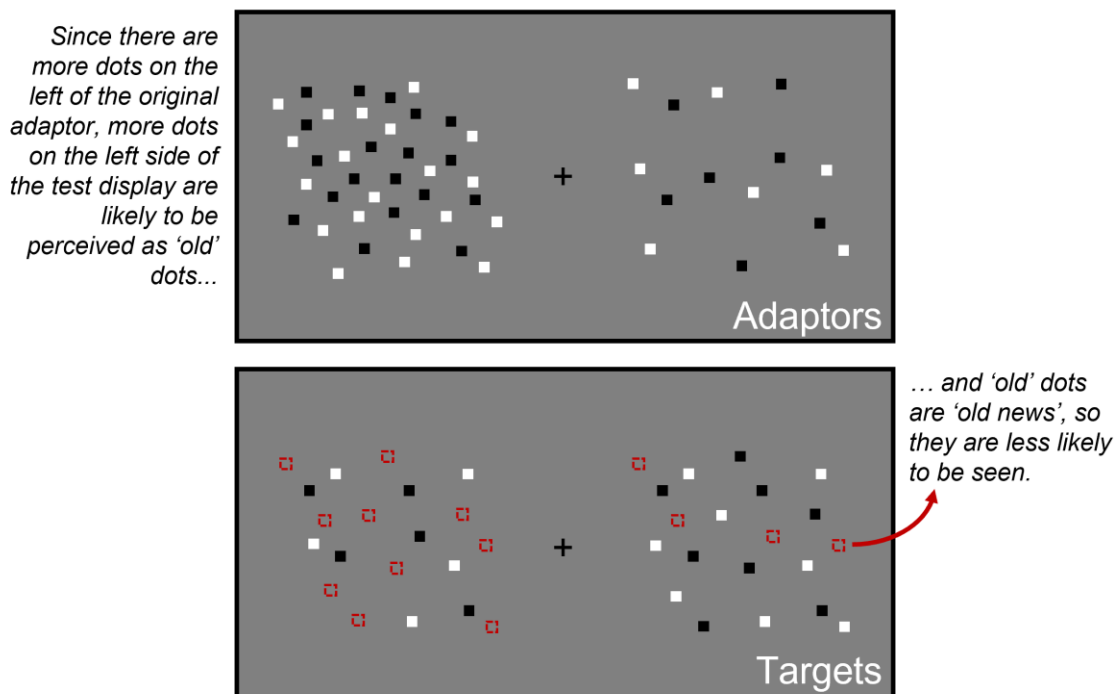 Since there are
more dots on the
left of the original
adaptor, more dots
on the left side of
the test display are
likely to be
perceived as ‘old’
dots...
Adaptors
… and ‘old’ dots
are ‘old news’, so
they are less likely
to be seen.
Targets